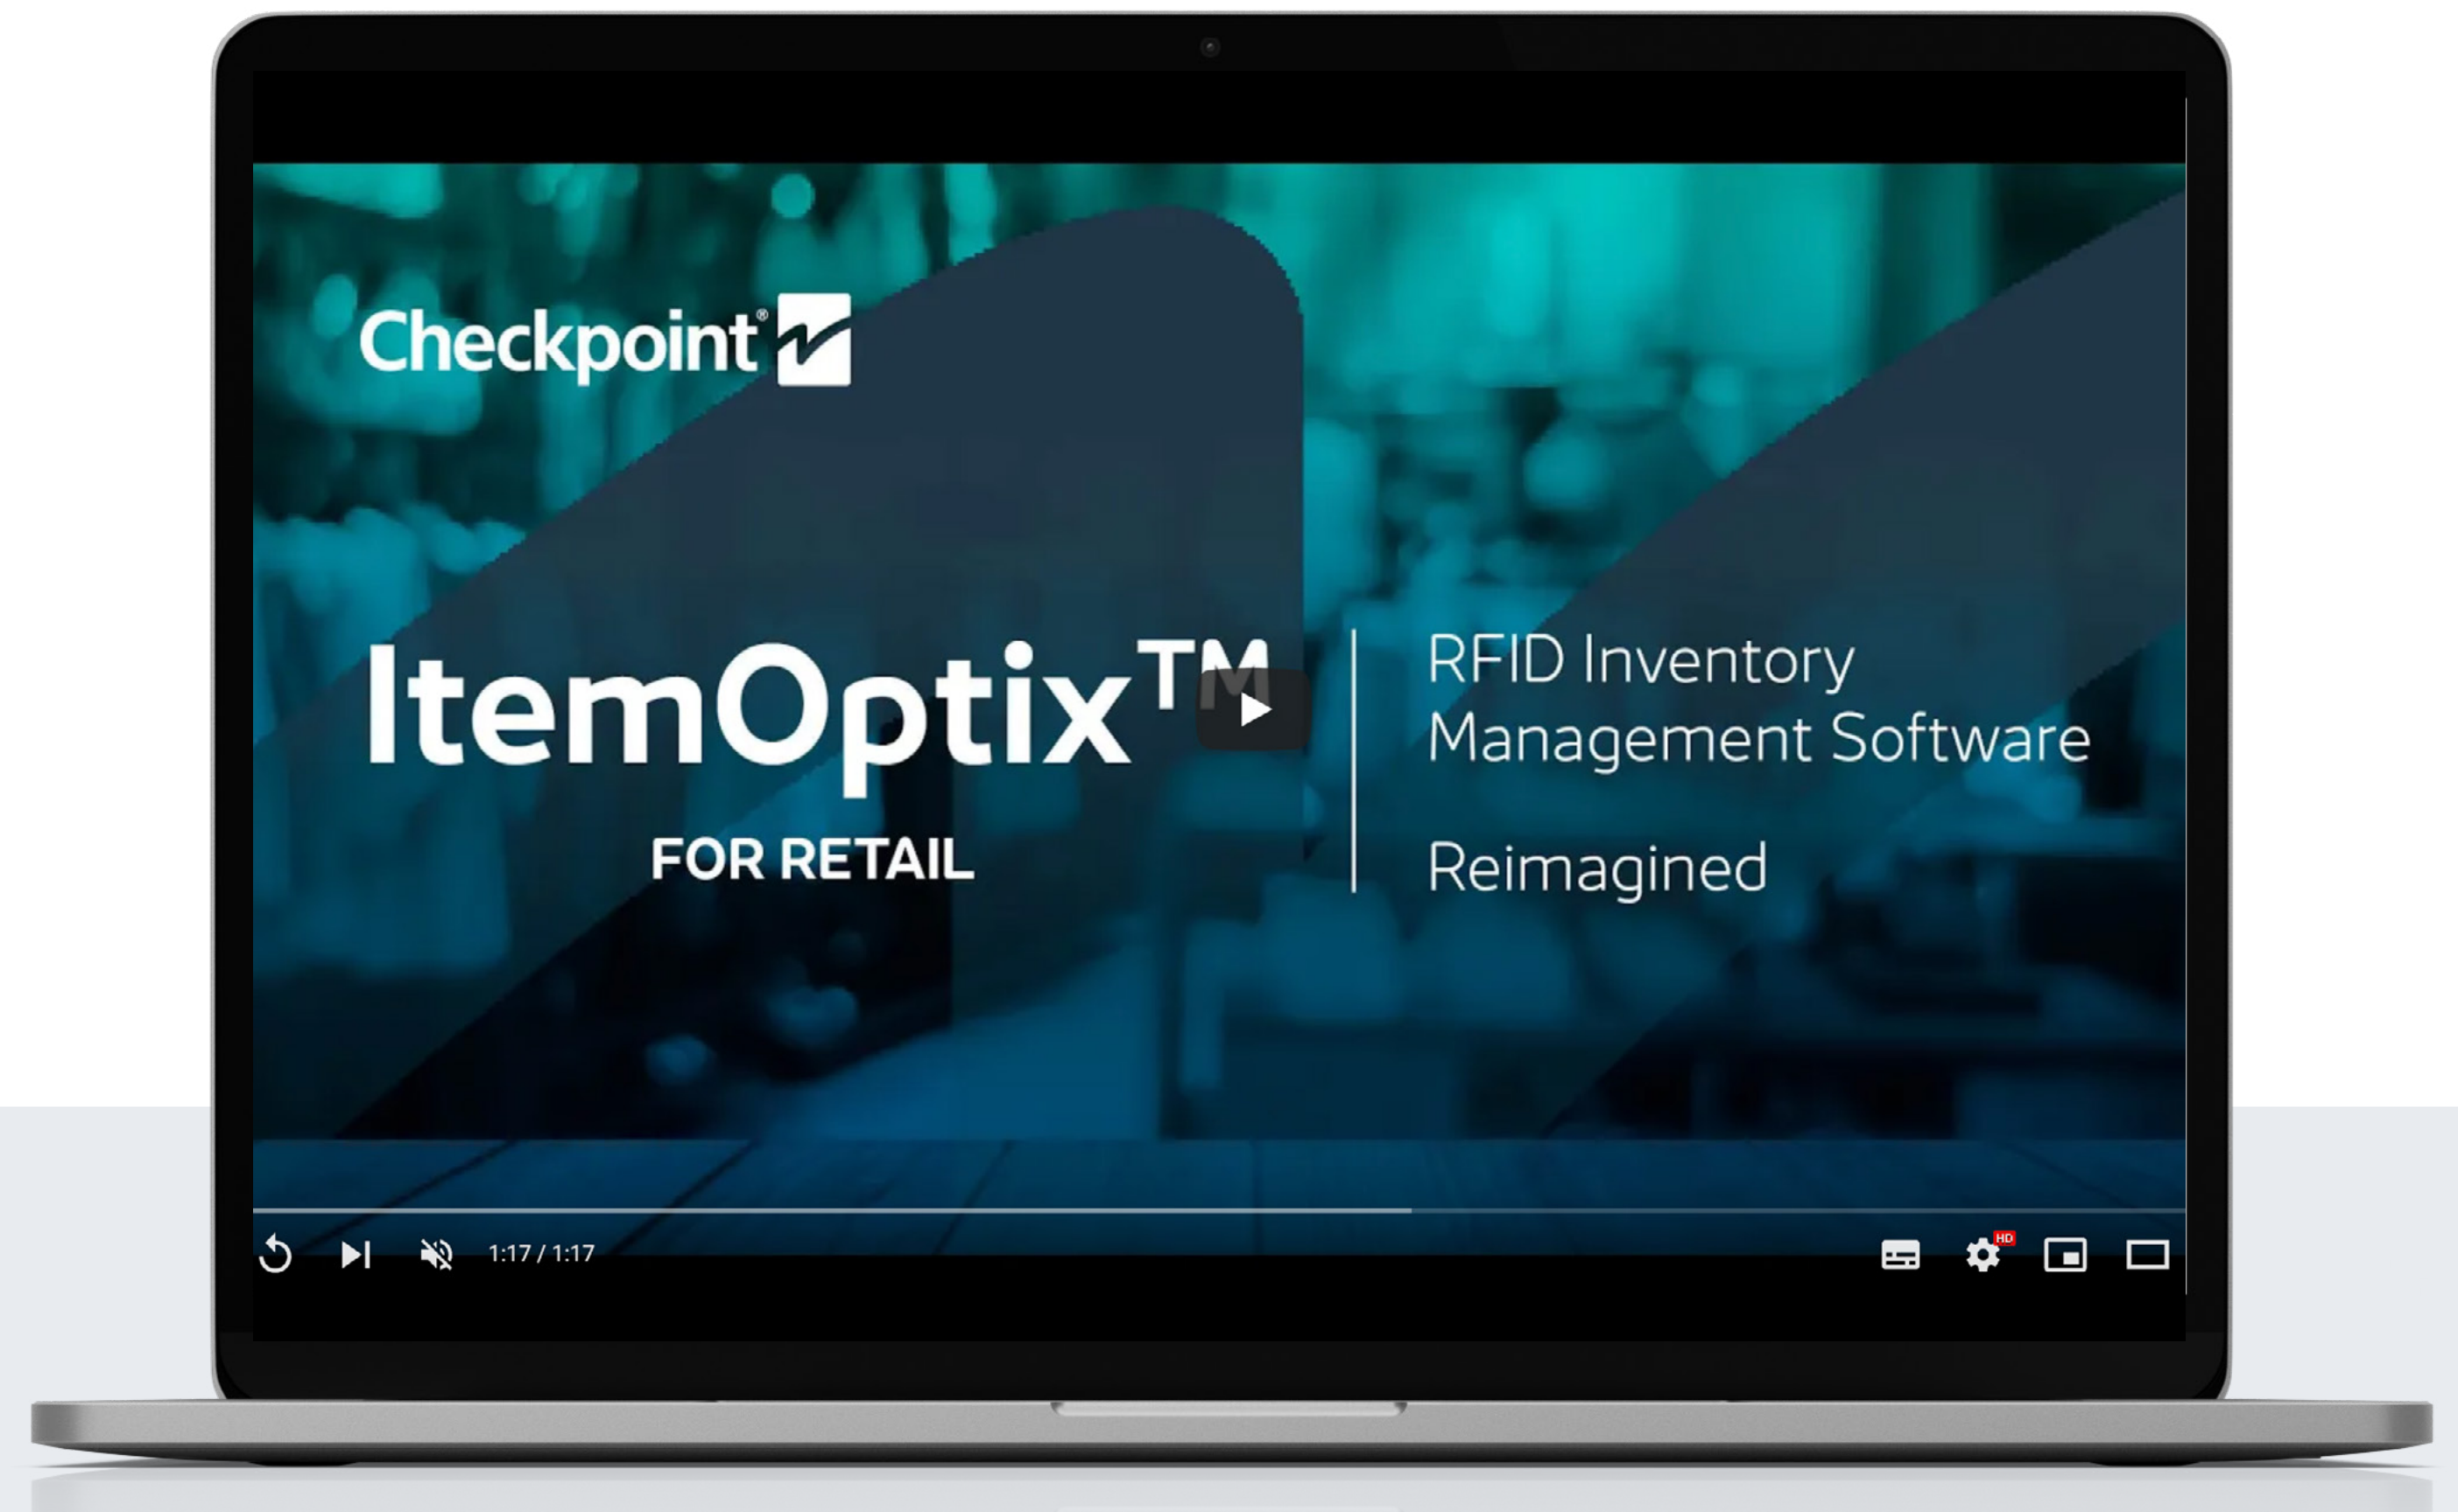 Checkpoint®
ItemOptix™
FOR RETAIL
RFID Inventory
Management Software
Reimagined
1:17 / 1:17
HD